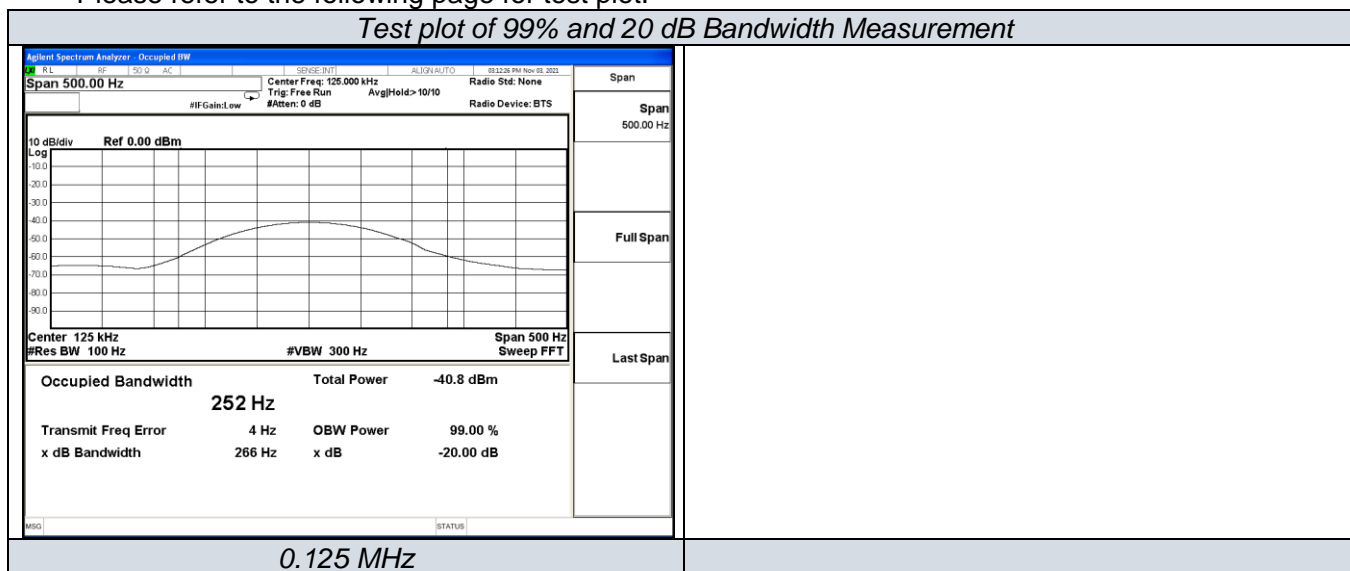 Please refer to the following page for test plot.
Test plot of 99% and 20 dB Bandwidth Measurement
Agilent Spectrum Analyzer - Occupied BW
RL RF 50 Ω AC SENSE:INT ALIGN AUTO 03:12:26 PM Nov 03, 2021
Span 500.00 Hz
Center Freq: 125.000 kHz Radio Std: None
Trig: Free Run Avg|Hold:>10/10
#IFGain:Low #Atten: 0 dB Radio Device: BTS
Span
Span
500.00 Hz
Full Span
Last Span
10 dB/div Ref 0.00 dBm
Log
-10.0
-20.0
-30.0
-40.0
-50.0
-60.0
-70.0
-80.0
-90.0
Center 125 kHz Span 500 Hz
#Res BW 100 Hz #VBW 300 Hz Sweep FFT
Occupied Bandwidth Total Power -40.8 dBm
252 Hz
Transmit Freq Error 4 Hz OBW Power 99.00 %
x dB Bandwidth 266 Hz x dB -20.00 dB
MSG STATUS
0.125 MHz